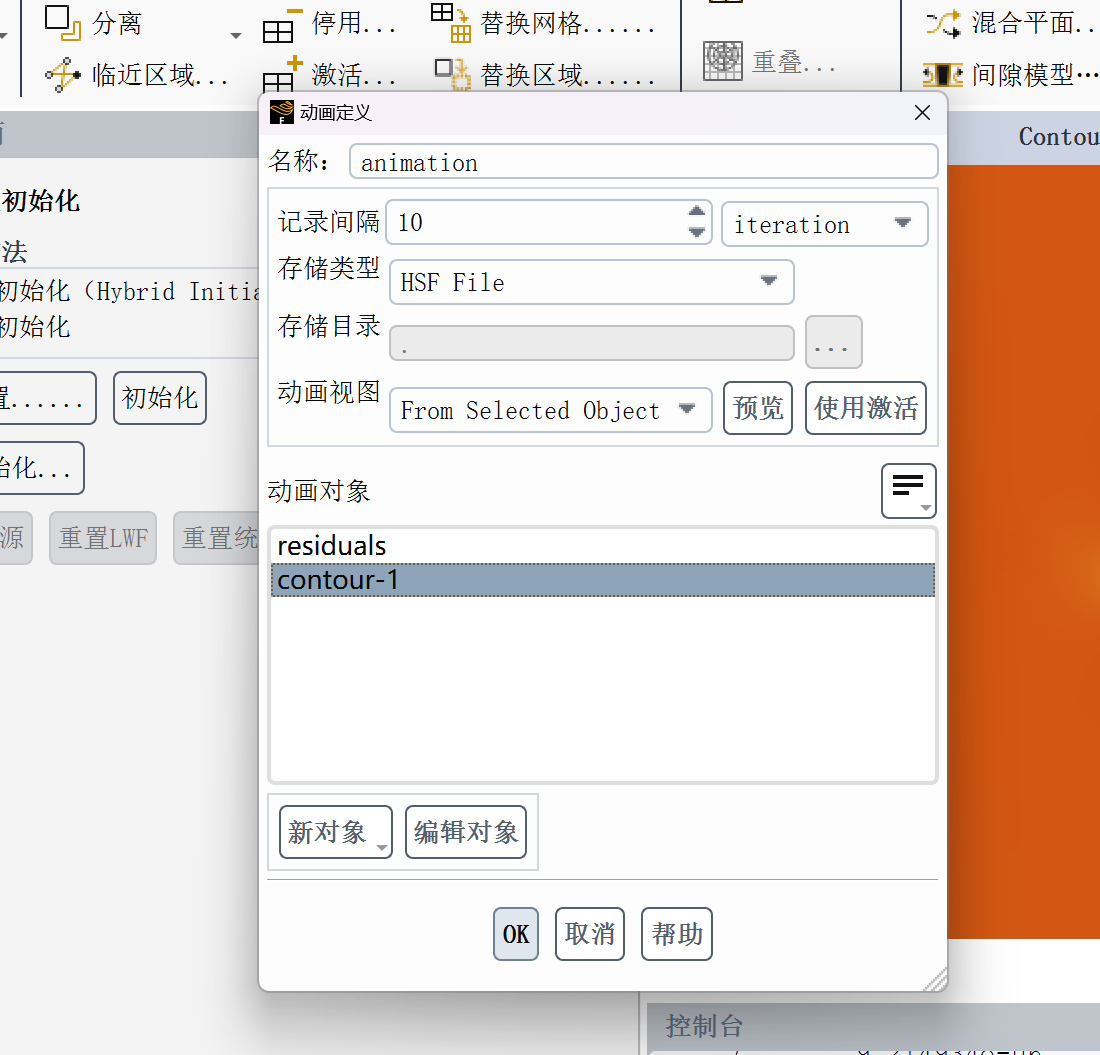 分离
停用...
替换网格......
混合平面..
临近区域...
激活...
替换区域......
重叠...
间隙模型...
动画定义
Contou
名称：
animation
初始化
记录间隔
10
iteration
法
存储类型
HSF File
初始化（Hybrid Initia
初始化
存储目录
.
...
动画视图
From Selected Object
预览
使用激活
置......
初始化
始化...
动画对象
源
重置LWF
重置统
residuals
contour-1
新对象
编辑对象
OK
取消
帮助
控制台